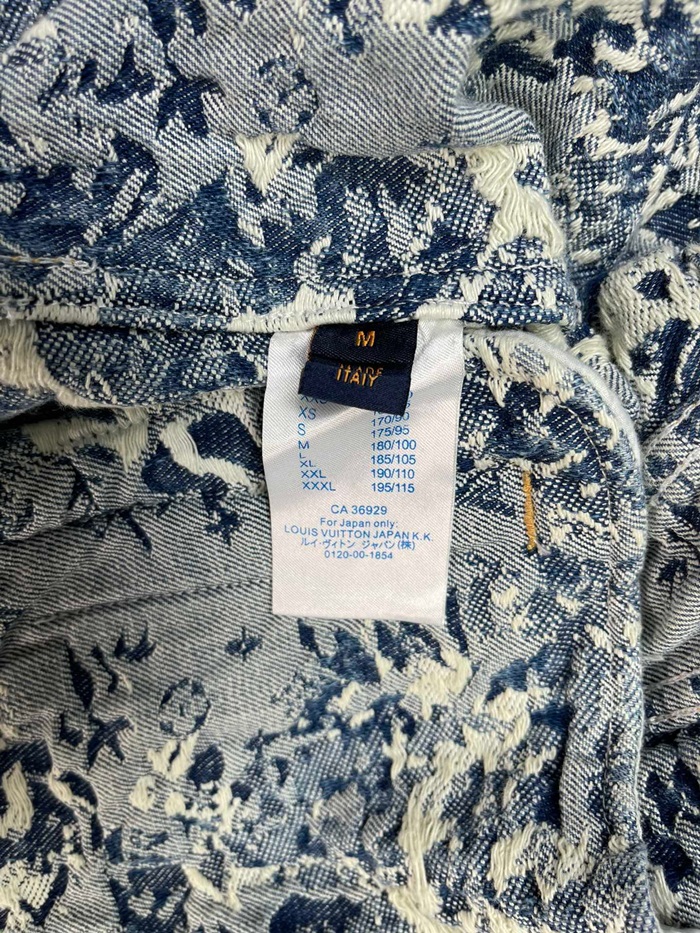 M
ITALY
XS 170/90
S 175/95
M 180/100
L 185/105
XL 190/110
XXL 195/115
XXXL
CA 36929
For Japan only:
LOUIS VUITTON JAPAN K.K.
ルイ・ヴィトン ジャパン(株)
0120-00-1854